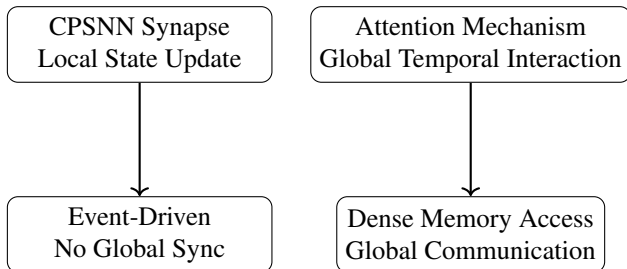 CPSNN Synapse
Local State Update
Attention Mechanism
Global Temporal Interaction
Event-Driven
No Global Sync
Dense Memory Access
Global Communication